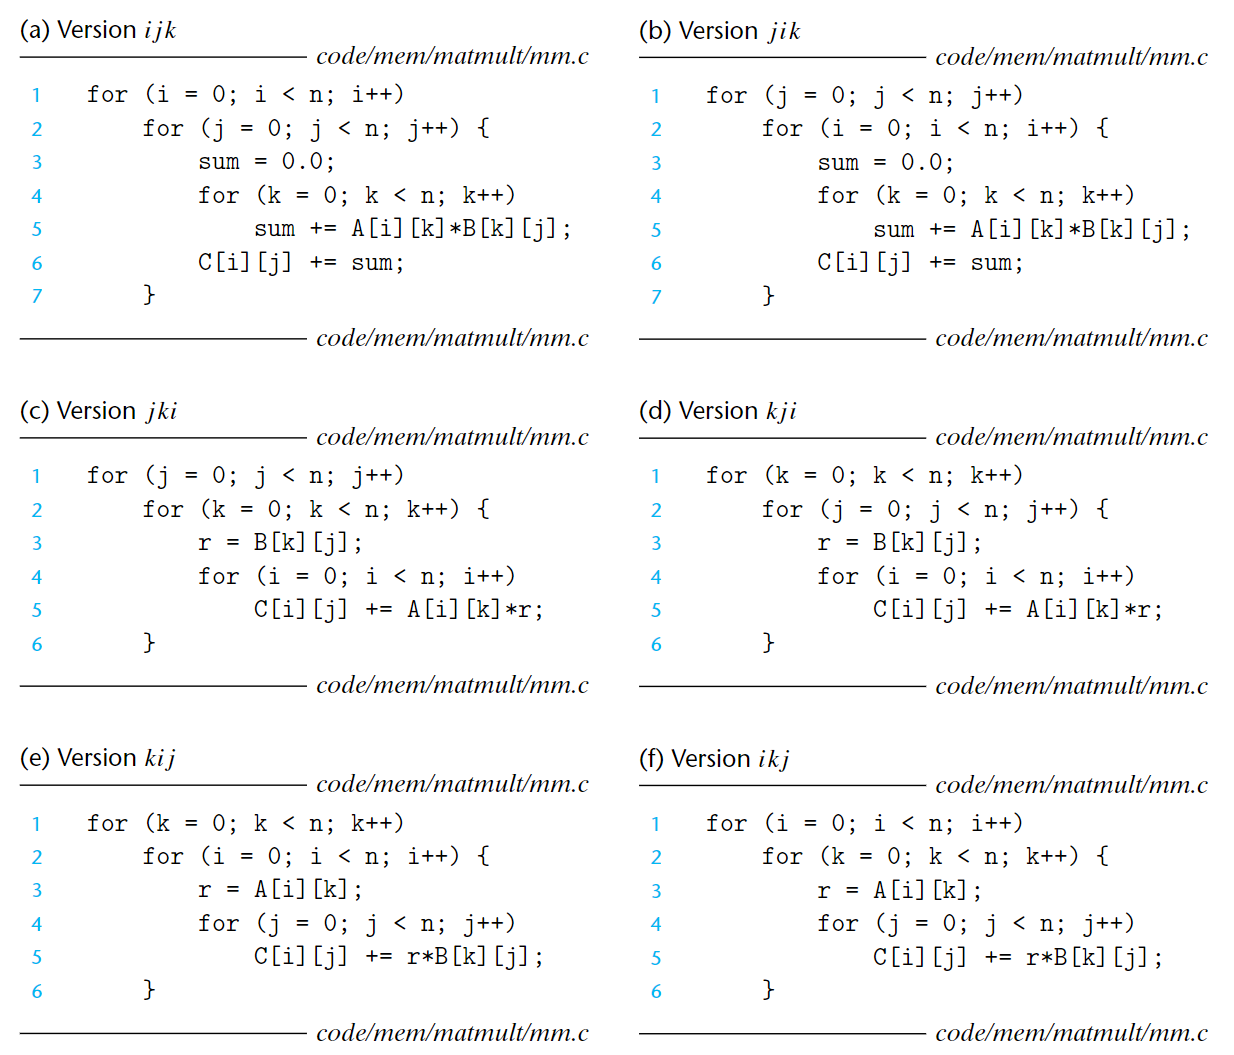 (a) Version ijk
code/mem/matmult/mm.c
1 for (i = 0; i < n; i++)
2 for (j = 0; j < n; j++) {
3 sum = 0.0;
4 for (k = 0; k < n; k++)
5 sum += A[i][k]*B[k][j];
6 C[i][j] += sum;
7 }
code/mem/matmult/mm.c
(b) Version jik
code/mem/matmult/mm.c
1 for (j = 0; j < n; j++)
2 for (i = 0; i < n; i++) {
3 sum = 0.0;
4 for (k = 0; k < n; k++)
5 sum += A[i][k]*B[k][j];
6 C[i][j] += sum;
7 }
code/mem/matmult/mm.c
(c) Version jki
code/mem/matmult/mm.c
1 for (j = 0; j < n; j++)
2 for (k = 0; k < n; k++) {
3 r = B[k][j];
4 for (i = 0; i < n; i++)
5 C[i][j] += A[i][k]*r;
6 }
code/mem/matmult/mm.c
(d) Version kji
code/mem/matmult/mm.c
1 for (k = 0; k < n; k++)
2 for (j = 0; j < n; j++) {
3 r = B[k][j];
4 for (i = 0; i < n; i++)
5 C[i][j] += A[i][k]*r;
6 }
code/mem/matmult/mm.c
(e) Version kij
code/mem/matmult/mm.c
1 for (k = 0; k < n; k++)
2 for (i = 0; i < n; i++) {
3 r = A[i][k];
4 for (j = 0; j < n; j++)
5 C[i][j] += r*B[k][j];
6 }
code/mem/matmult/mm.c
(f) Version ikj
code/mem/matmult/mm.c
1 for (i = 0; i < n; i++)
2 for (k = 0; k < n; k++) {
3 r = A[i][k];
4 for (j = 0; j < n; j++)
5 C[i][j] += r*B[k][j];
6 }
code/mem/matmult/mm.c